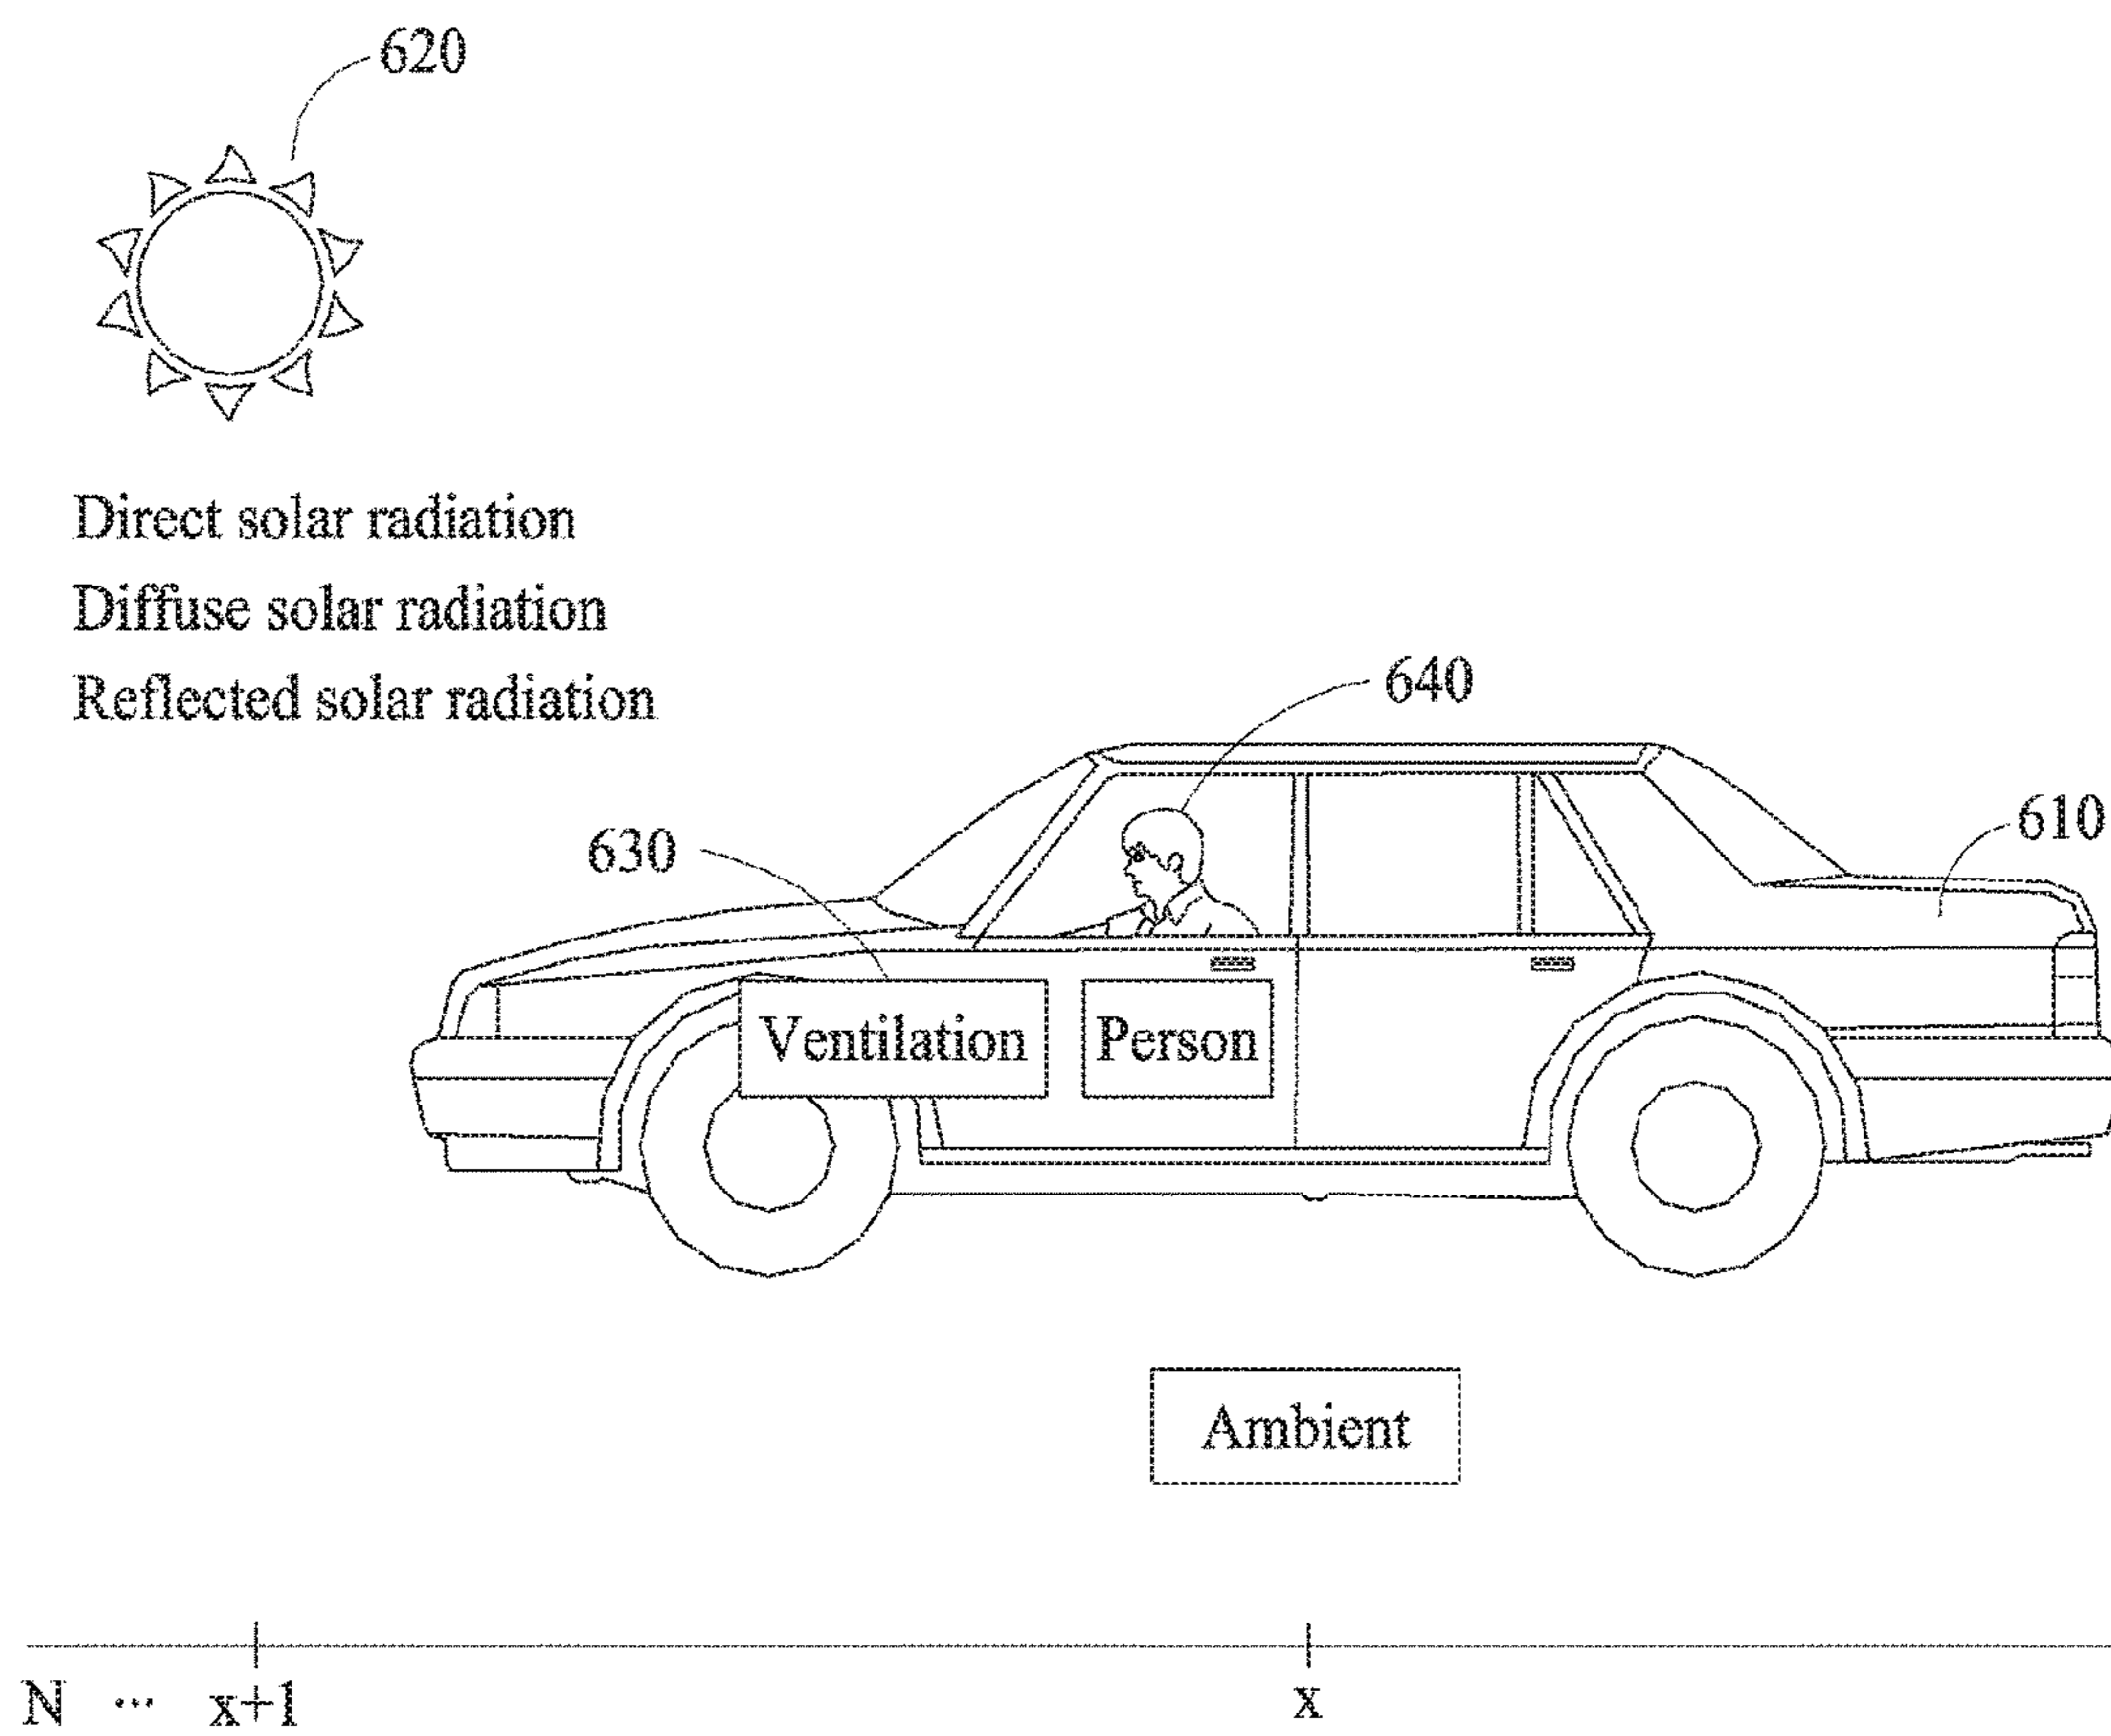 620
Direct solar radiation
Diffuse solar radiation
Reflected solar radiation
640
610
630
Ventilation Person
Ambient
N ... x+1 x